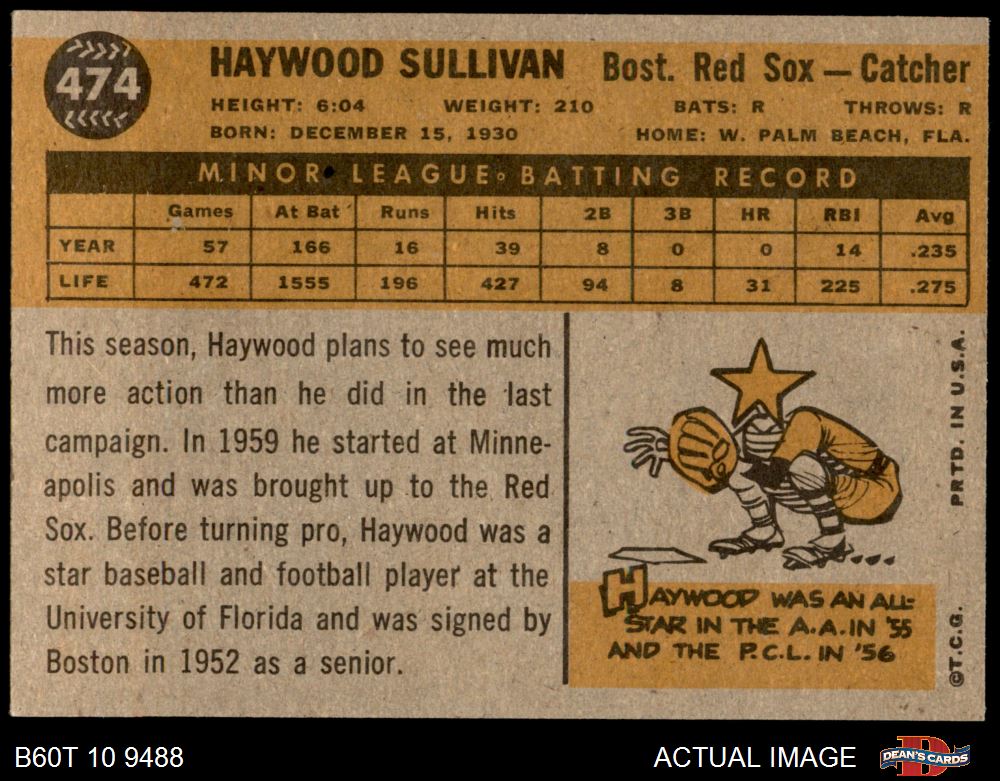 474
HAYWOOD SULLIVAN Bost. Red Sox — Catcher
HEIGHT: 6:04 WEIGHT: 210 BATS: R THROWS: R
BORN: DECEMBER 15, 1930 HOME: W. PALM BEACH, FLA.
MINOR LEAGUE BATTING RECORD
Games At Bat Runs Hits 2B 3B HR RBI Avg
YEAR 57 166 16 39 8 0 0 14 .235
LIFE 472 1555 196 427 94 8 31 225 .275
This season, Haywood plans to see much
more action than he did in the last
campaign. In 1959 he started at Minne-
apolis and was brought up to the Red
Sox. Before turning pro, Haywood was a
star baseball and football player at the
University of Florida and was signed by
Boston in 1952 as a senior.
HAYWOOD WAS AN ALL-
STAR IN THE A.A. IN '55
AND THE P.C.L. IN '56
©T.C.G. PRTD. IN U.S.A.
B60T 10 9488 ACTUAL IMAGE DEAN'S CARDS